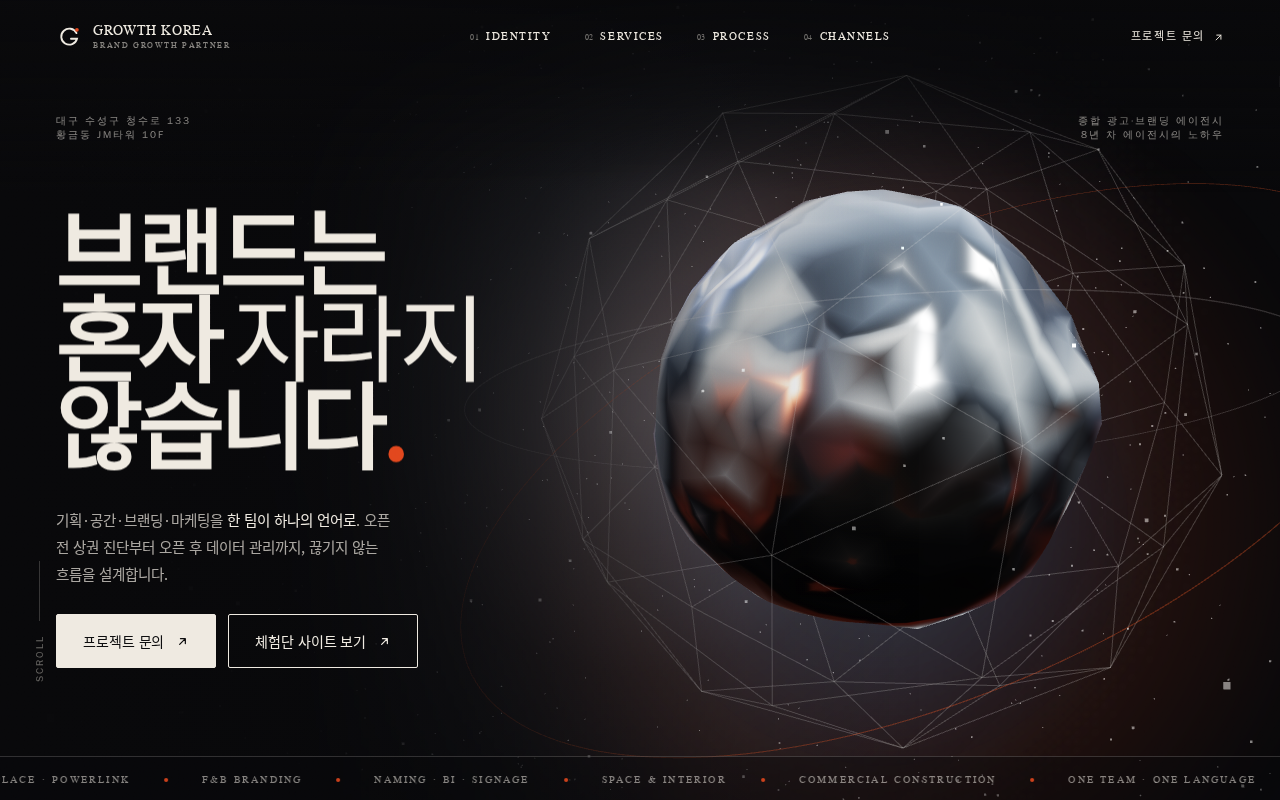 GROWTH KOREA
BRAND GROWTH PARTNER
01 IDENTITY
02 SERVICES
03 PROCESS
04 CHANNELS
프로젝트 문의
대구 수성구 청수로 133
황금동 JM타워 10F
종합 광고·브랜딩 에이전시
8년 차 에이전시의 노하우
브랜드는
혼자 자라지
않습니다.
기획·공간·브랜딩·마케팅을 한 팀이 하나의 언어로. 오픈
전 상권 진단부터 오픈 후 데이터 관리까지, 끊기지 않는
흐름을 설계합니다.
프로젝트 문의
체험단 사이트 보기
SCROLL
LACE · POWERLINK • F&B BRANDING • NAMING · BI · SIGNAGE • SPACE & INTERIOR • COMMERCIAL CONSTRUCTION • ONE TEAM · ONE LANGUAGE